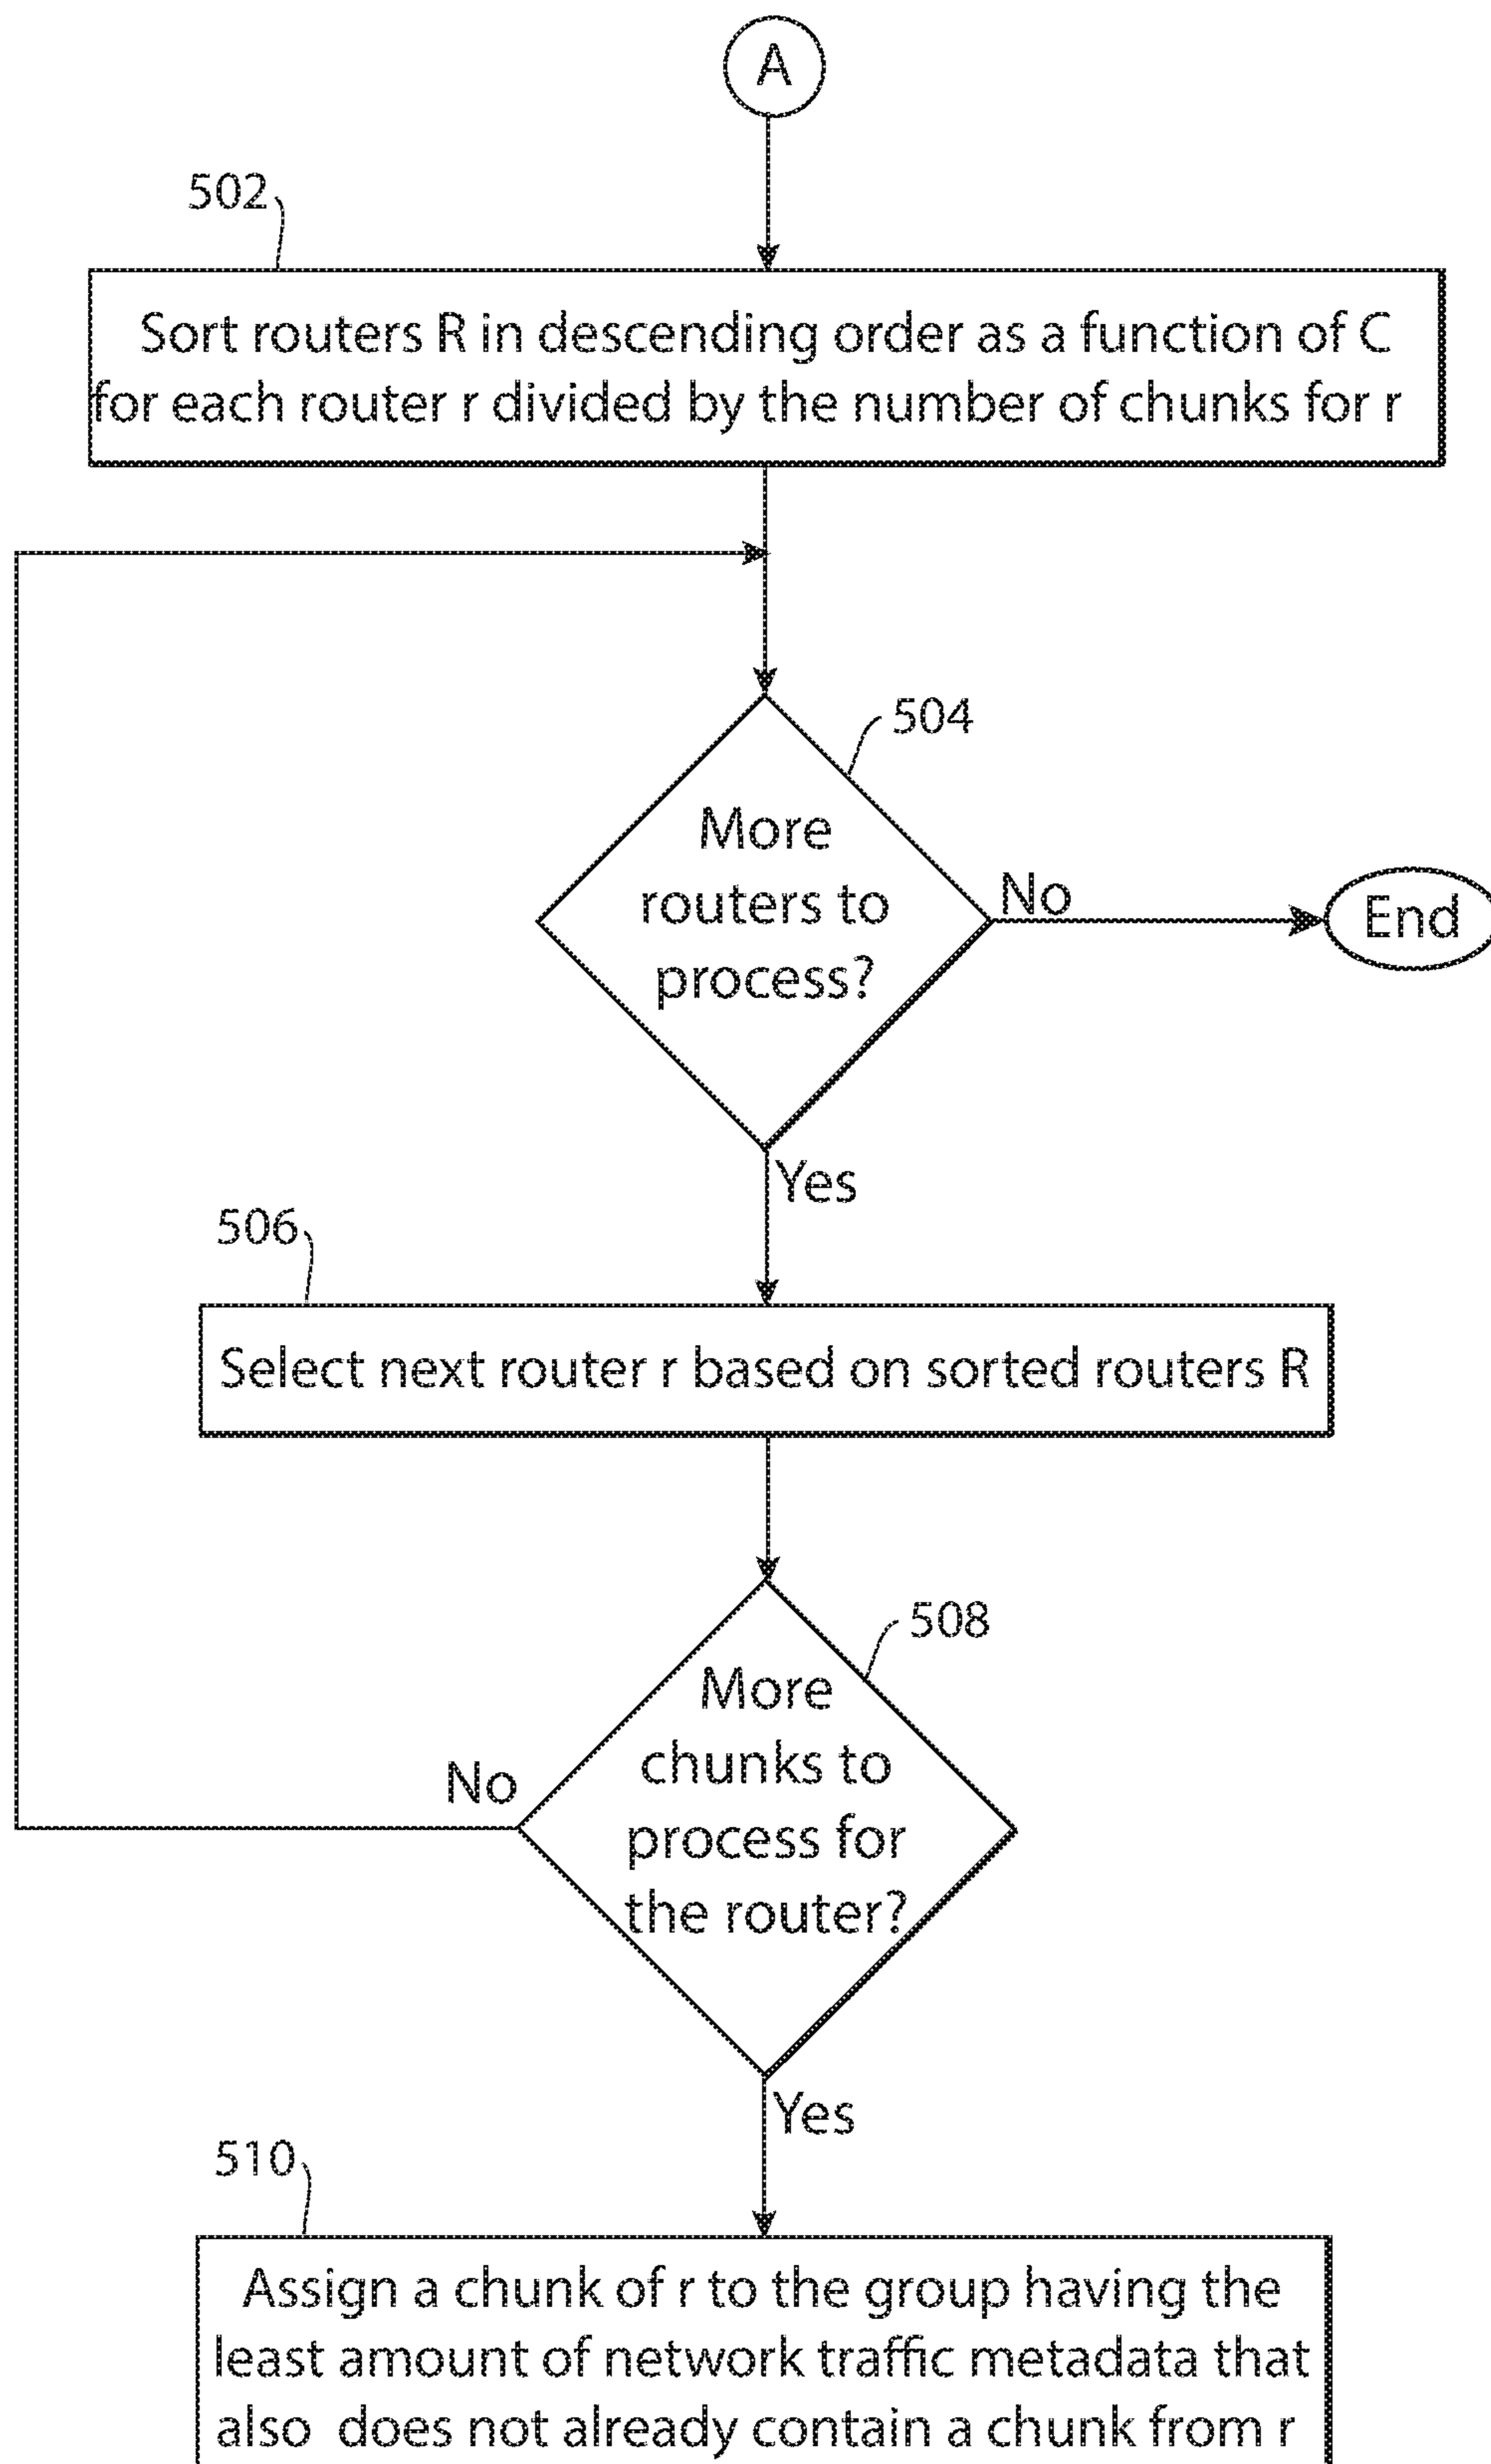 A
502
Sort routers R in descending order as a function of C
for each router r divided by the number of chunks for r
504
More
routers to
process?
No
End
Yes
506
Select next router r based on sorted routers R
508
More
chunks to
process for
the router?
No
Yes
510
Assign a chunk of r to the group having the
least amount of network traffic metadata that
also does not already contain a chunk from r